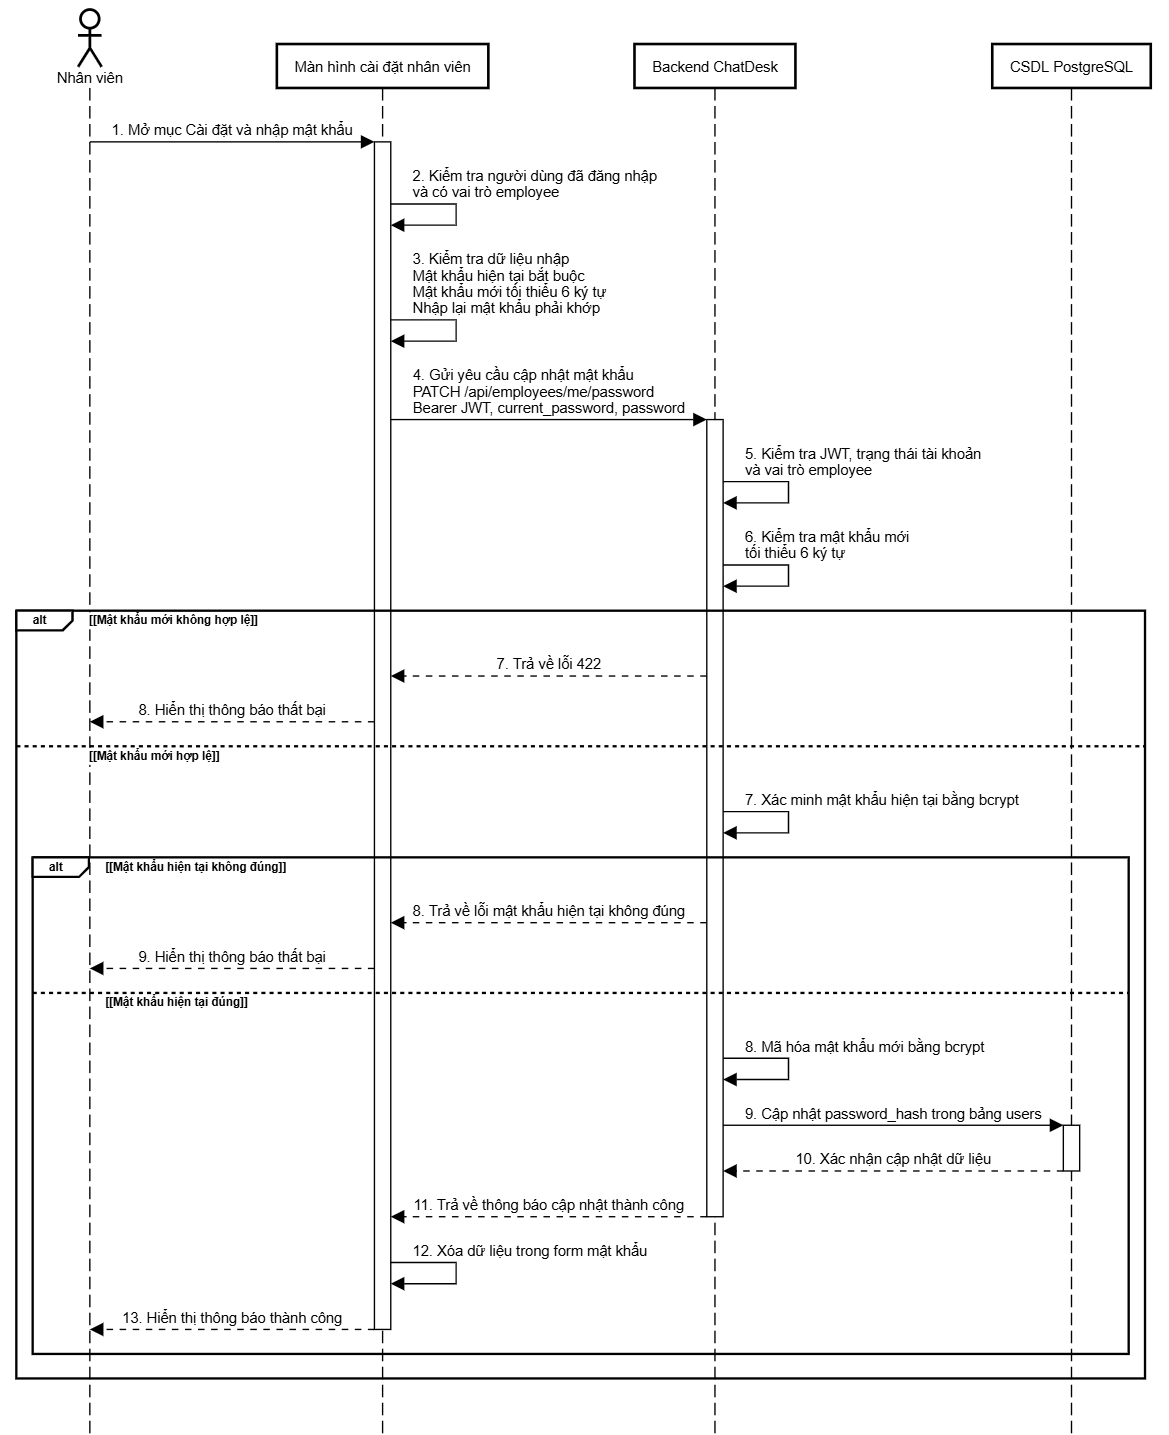 Nhân viên
Màn hình cài đặt nhân viên
Backend ChatDesk
CSDL PostgreSQL
1. Mở mục Cài đặt và nhập mật khẩu
2. Kiểm tra người dùng đã đăng nhập
và có vai trò employee
3. Kiểm tra dữ liệu nhập
Mật khẩu hiện tại bắt buộc
Mật khẩu mới tối thiểu 6 ký tự
Nhập lại mật khẩu phải khớp
4. Gửi yêu cầu cập nhật mật khẩu
PATCH /api/employees/me/password
Bearer JWT, current_password, password
5. Kiểm tra JWT, trạng thái tài khoản
và vai trò employee
6. Kiểm tra mật khẩu mới
tối thiểu 6 ký tự
alt
[[Mật khẩu mới không hợp lệ]]
7. Trả về lỗi 422
8. Hiển thị thông báo thất bại
[[Mật khẩu mới hợp lệ]]
7. Xác minh mật khẩu hiện tại bằng bcrypt
alt
[[Mật khẩu hiện tại không đúng]]
8. Trả về lỗi mật khẩu hiện tại không đúng
9. Hiển thị thông báo thất bại
[[Mật khẩu hiện tại đúng]]
8. Mã hóa mật khẩu mới bằng bcrypt
9. Cập nhật password_hash trong bảng users
10. Xác nhận cập nhật dữ liệu
11. Trả về thông báo cập nhật thành công
12. Xóa dữ liệu trong form mật khẩu
13. Hiển thị thông báo thành công